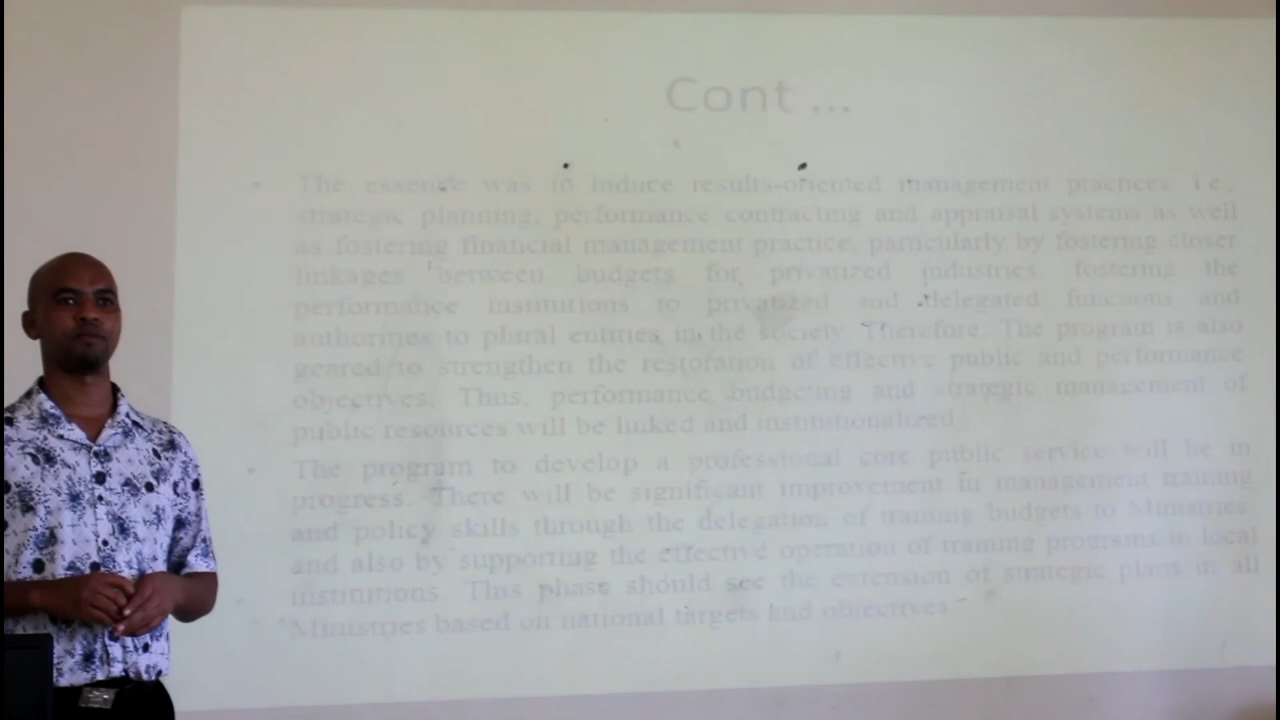 Cont ...
• The essence was to induce results-oriented management practices i.e.,
strategic planning, performance contracting and appraisal systems as well
as fostering financial management practice, particularly by fostering closer
linkages between budgets for privatized industries fostering the
performance institutions to privatized and delegated functions and
authorities to plural entities in the society. Therefore. The program is also
geared to strengthen the restoration of effective public and performance
objectives. Thus, performance budgeting and strategic management of
public resources will be linked and institutionalized
• The program to develop a professional core public service will be in
progress. There will be significant improvement in management training
and policy skills through the delegation of training budgets to Ministries
and also by supporting the effective operation of training programs in local
institutions. This phase should see the extension of strategic plans in all
Ministries based on national targets and objectives